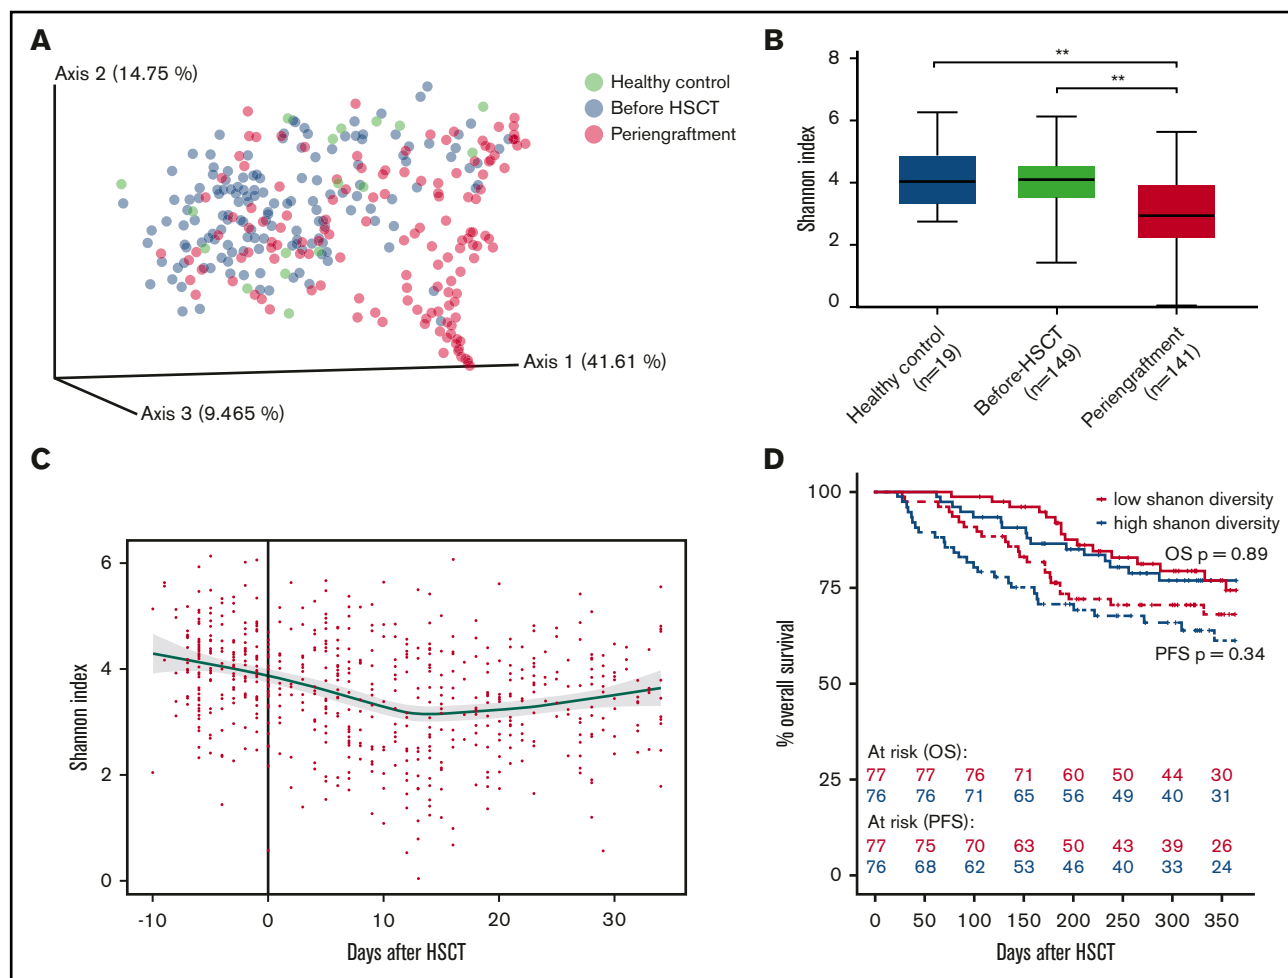 A
Axis 2 (14.75 %)
Healthy control
Before HSCT
Periengraftment
Axis 1 (41.61 %)
Axis 3 (9.465 %)
B
**
**
8
6
4
2
0
Shannon index
Healthy control
(n=19)
Before-HSCT
(n=149)
Periengraftment
(n=141)
C
6
4
2
0
Shannon index
-10 0 10 20 30
Days after HSCT
D
100
75
50
25
0
% overall survival
low shanon diversity
high shanon diversity
OS p = 0.89
PFS p = 0.34
At risk (OS):
77 77 76 71 60 50 44 30
76 76 71 65 56 49 40 31
At risk (PFS):
77 75 70 63 50 43 39 26
76 68 62 53 46 40 33 24
0 50 100 150 200 250 300 350
Days after HSCT